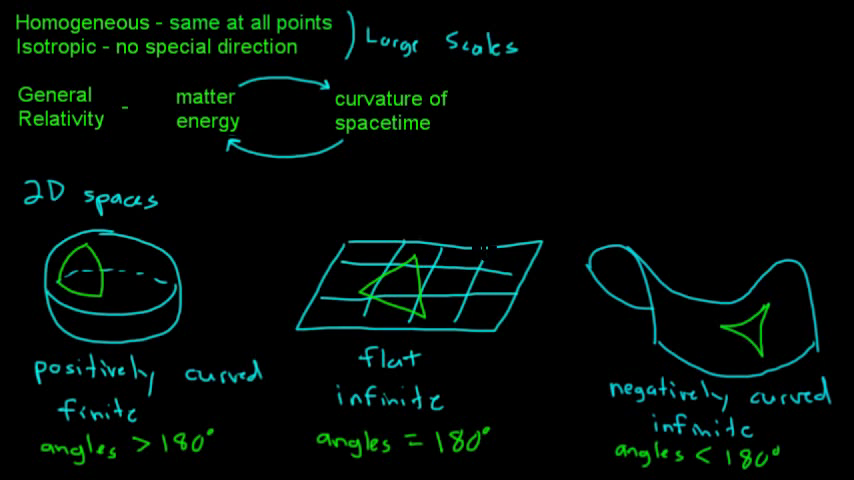 Homogeneous - same at all points
Isotropic - no special direction
Large Scales
General Relativity -
matter energy
curvature of spacetime
2D spaces
positively curved
finite
angles > 180°
flat
infinite
angles = 180°
negatively curved
infinite
angles < 180°